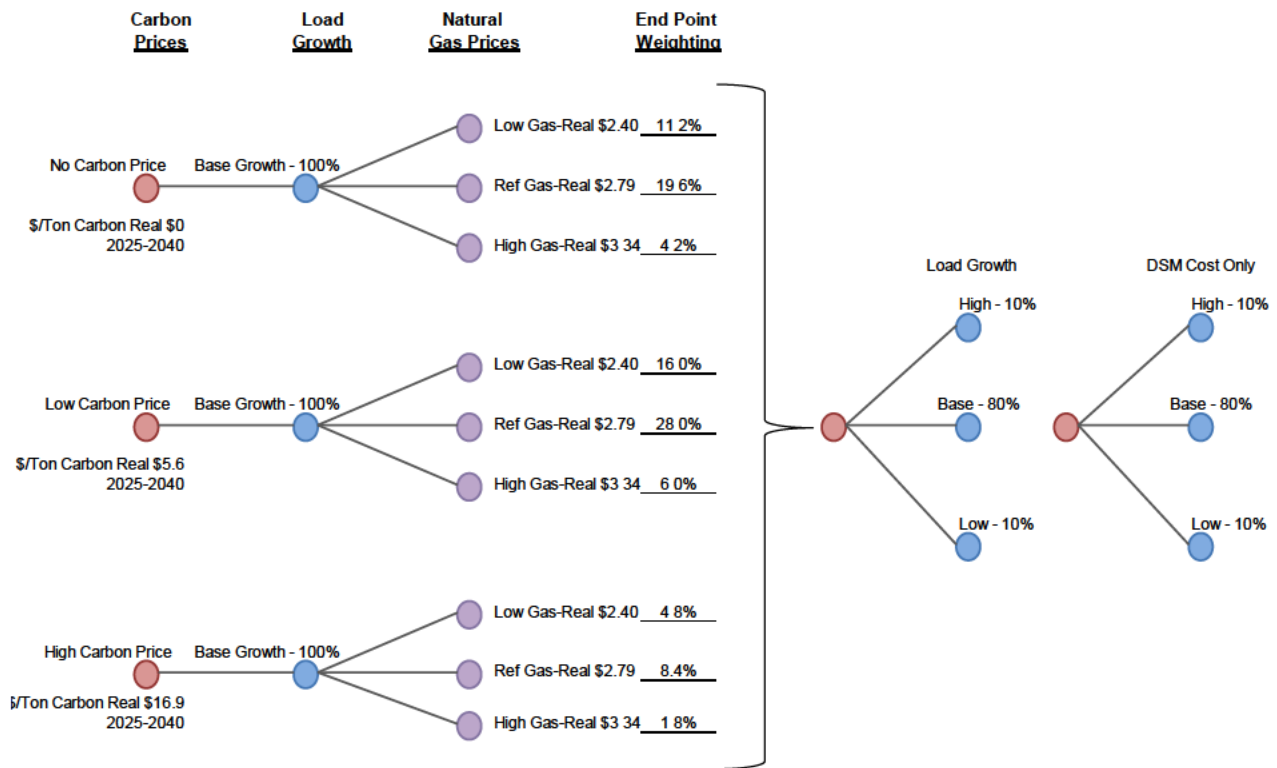 Carbon Prices
Load Growth
Natural Gas Prices
End Point Weighting
No Carbon Price
Base Growth - 100%
Low Gas-Real $2.40 11 2%
Ref Gas-Real $2.79 19 6%
High Gas-Real $3 34 4 2%
$/Ton Carbon Real $0
2025-2040
Low Carbon Price
Base Growth - 100%
Low Gas-Real $2.40 16 0%
Ref Gas-Real $2.79 28 0%
High Gas-Real $3 34 6 0%
$/Ton Carbon Real $5.6
2025-2040
High Carbon Price
Base Growth - 100%
Low Gas-Real $2.40 4 8%
Ref Gas-Real $2.79 8.4%
High Gas-Real $3 34 1 8%
$/Ton Carbon Real $16.9
2025-2040
Load Growth
High - 10%
Base - 80%
Low - 10%
DSM Cost Only
High - 10%
Base - 80%
Low - 10%